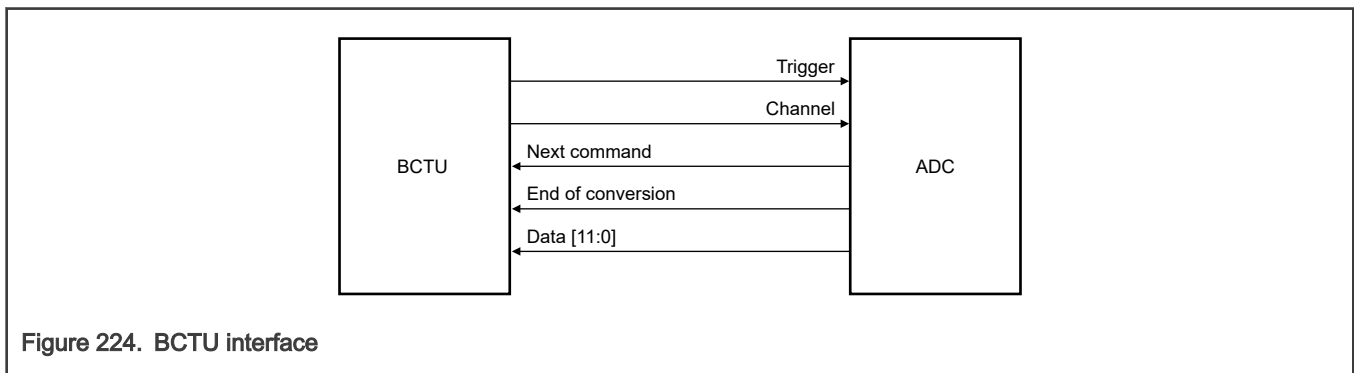 Trigger
Channel
BCTU
Next command
ADC
End of conversion
Data [11:0]
Figure 224. BCTU interface